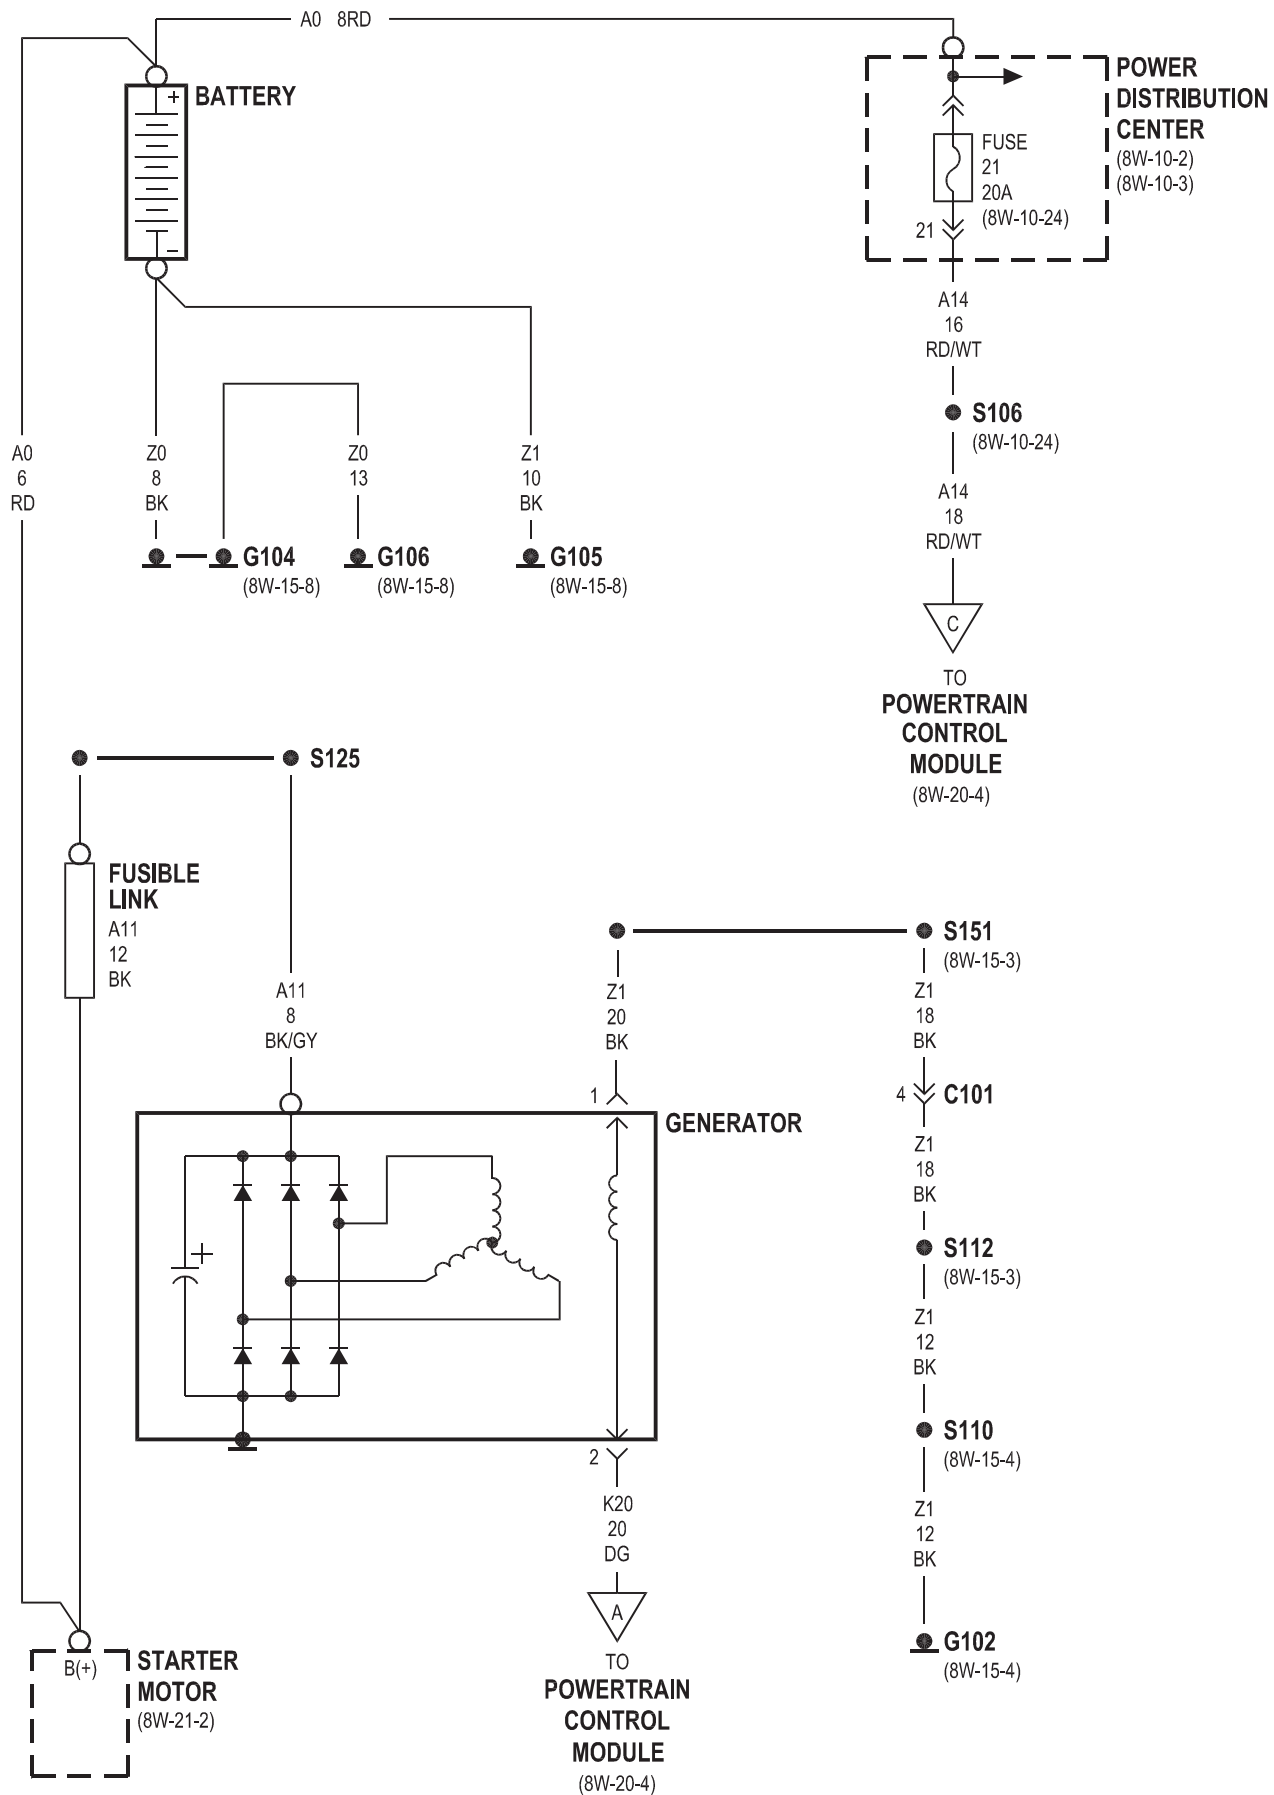 A0 8RD
BATTERY
+
−
POWER
DISTRIBUTION
CENTER
(8W-10-2)
(8W-10-3)
FUSE
21
20A
(8W-10-24)
21
A14
16
RD/WT
S106
(8W-10-24)
A14
18
RD/WT
C
TO
POWERTRAIN
CONTROL
MODULE
(8W-20-4)
A0
6
RD
Z0
8
BK
Z0
13
Z1
10
BK
G104
(8W-15-8)
G106
(8W-15-8)
G105
(8W-15-8)
S125
FUSIBLE
LINK
A11
12
BK
A11
8
BK/GY
Z1
20
BK
1
S151
(8W-15-3)
Z1
18
BK
4
C101
Z1
18
BK
S112
(8W-15-3)
Z1
12
BK
S110
(8W-15-4)
Z1
12
BK
G102
(8W-15-4)
GENERATOR
+
2
K20
20
DG
A
TO
POWERTRAIN
CONTROL
MODULE
(8W-20-4)
B(+)
STARTER
MOTOR
(8W-21-2)